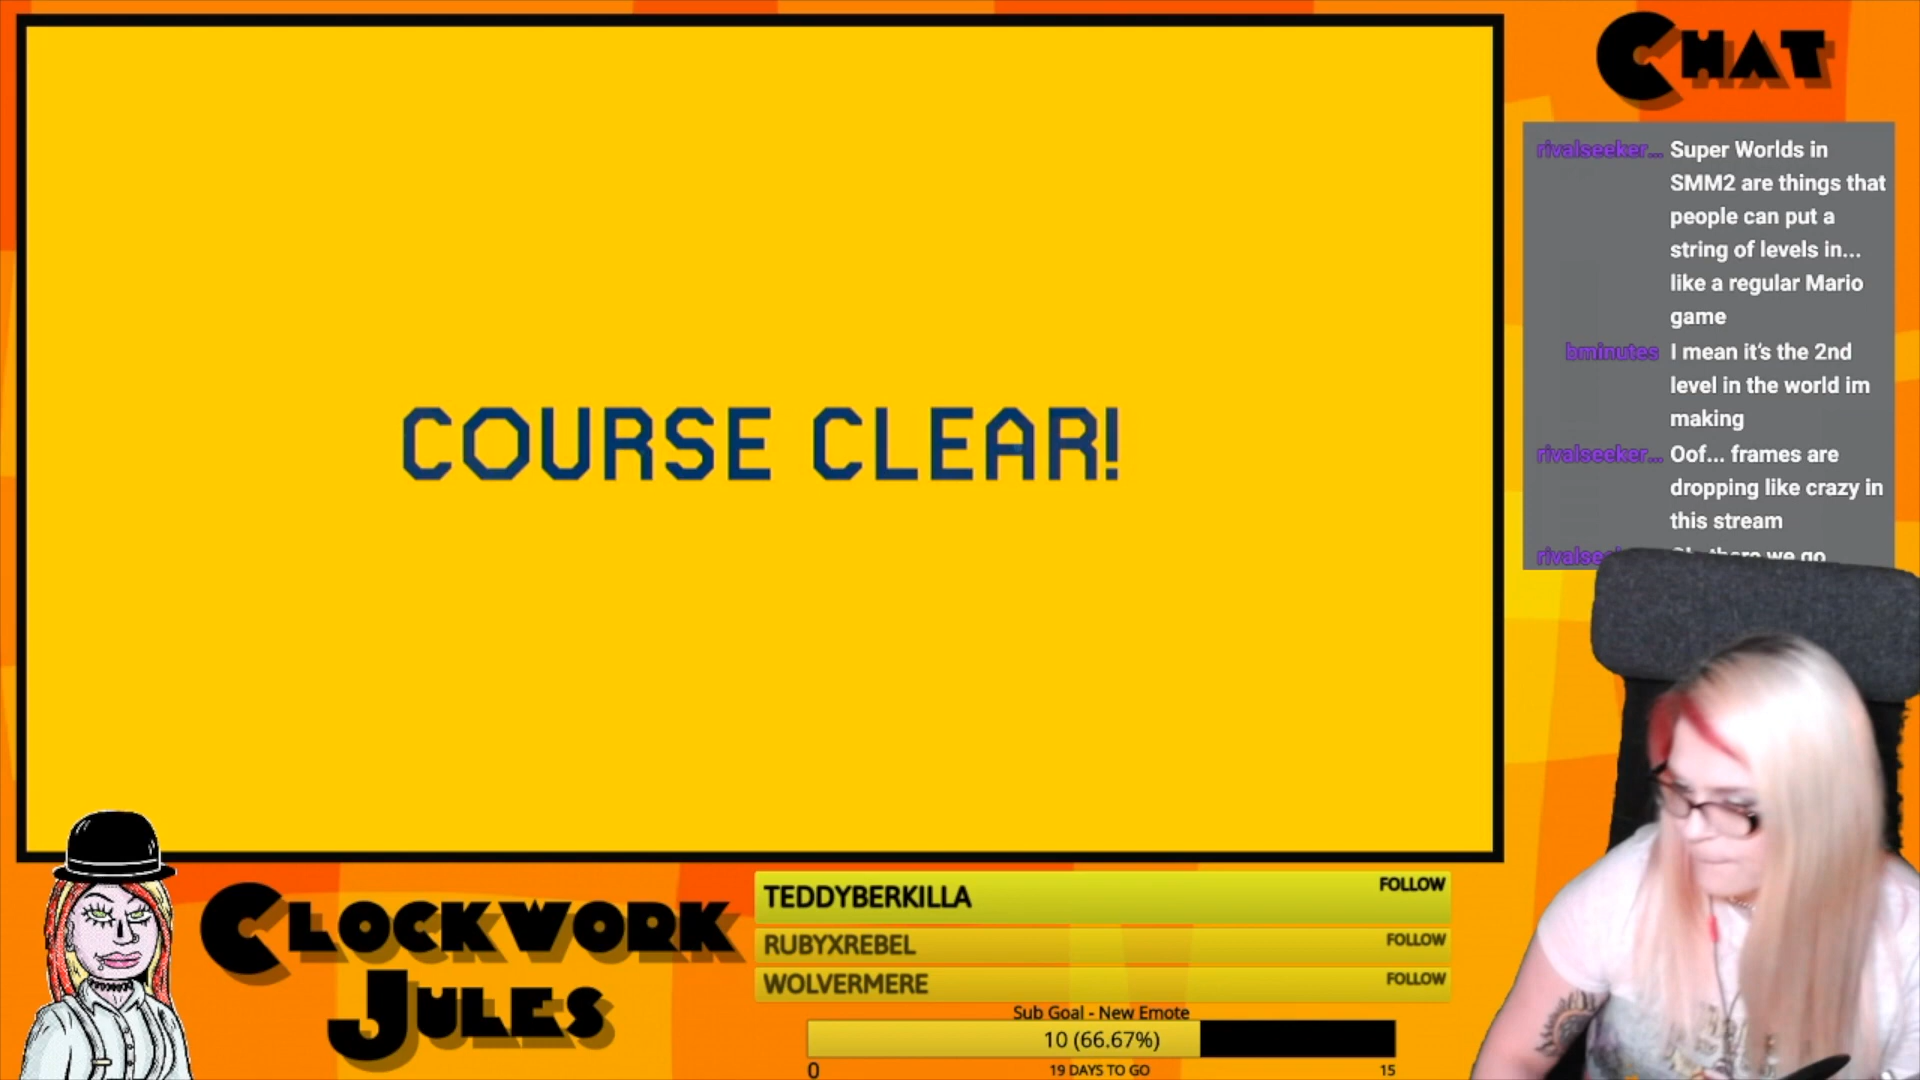 CHAT
rivalseeker... Super Worlds in
SMM2 are things that
people can put a
string of levels in...
like a regular Mario
game
bminutes I mean it's the 2nd
level in the world im
making
rivalseeker... Oof... frames are
dropping like crazy in
this stream
we go
COURSE CLEAR!
CLOCKWORK
JULES
TEDDYBERKILLA FOLLOW
RUBYXREBEL FOLLOW
WOLVERMERE FOLLOW
Sub Goal - New Emote
10 (66.67%)
0 19 DAYS TO GO 15